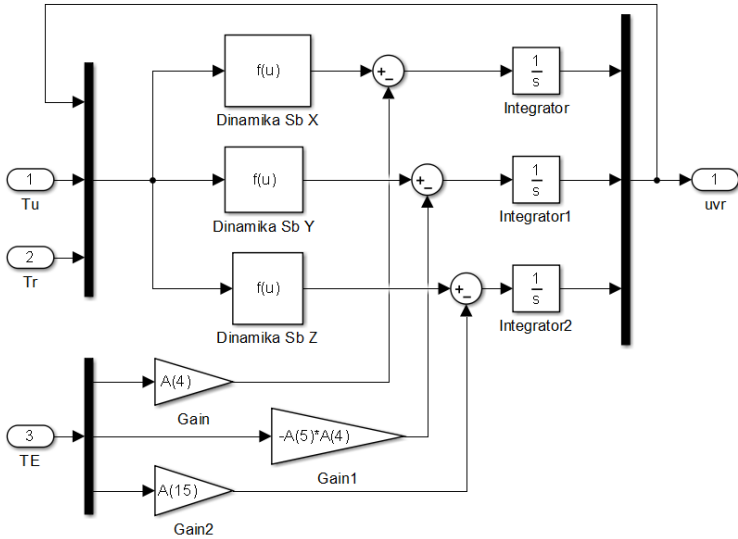 f(u)
Dinamika Sb X
+
−
1
s
Integrator
1
Tu
f(u)
Dinamika Sb Y
+
−
1
s
Integrator1
1
uvr
2
Tr
f(u)
Dinamika Sb Z
+
−
1
s
Integrator2
A(4)
Gain
3
TE
-A(5)*A(4)
Gain1
A(15)
Gain2